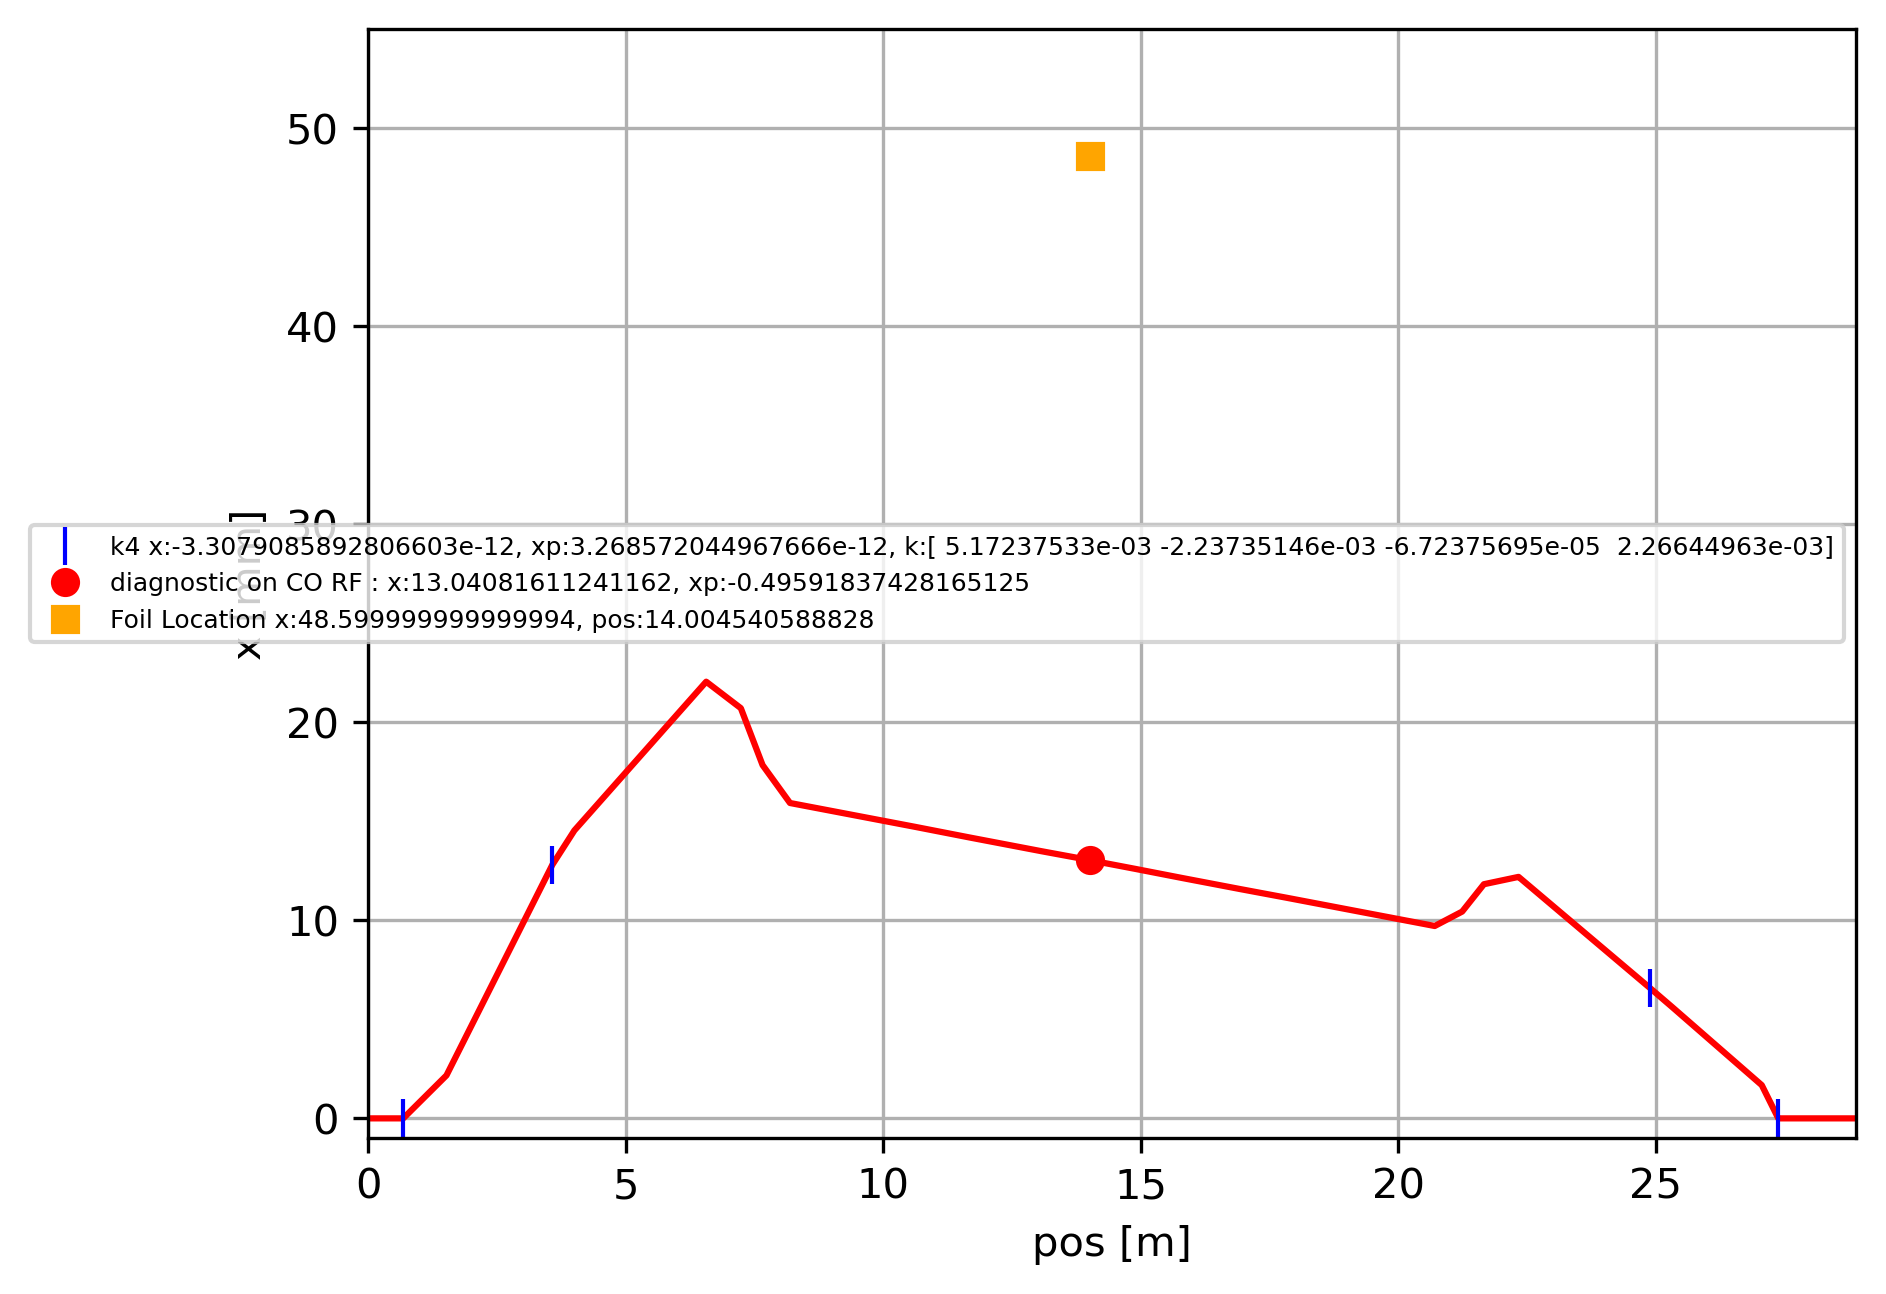 50
40
30
x [mm]
k4 x:-3.3079085892806603e-12, xp:3.268572044967666e-12, k:[ 5.17237533e-03 -2.23735146e-03 -6.72375695e-05  2.26644963e-03]
diagnostic on CO RF : x:13.04081611241162, xp:-0.49591837428165125
Foil Location x:48.599999999999994, pos:14.004540588828
20
10
0
0 5 10 15 20 25
pos [m]